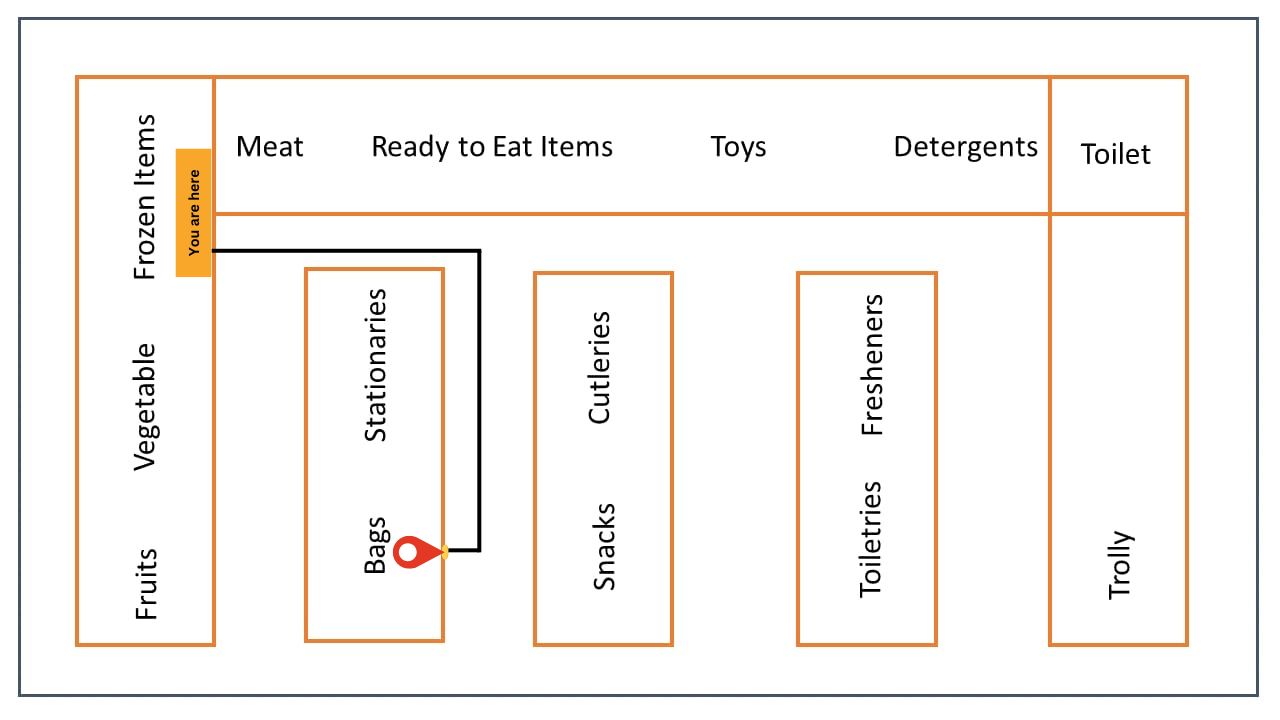 Meat
Ready to Eat Items
Toys
Detergents
Toilet
Frozen Items
You are here
Vegetable
Fruits
Stationaries
Bags
Cutleries
Snacks
Fresheners
Toiletries
Trolly